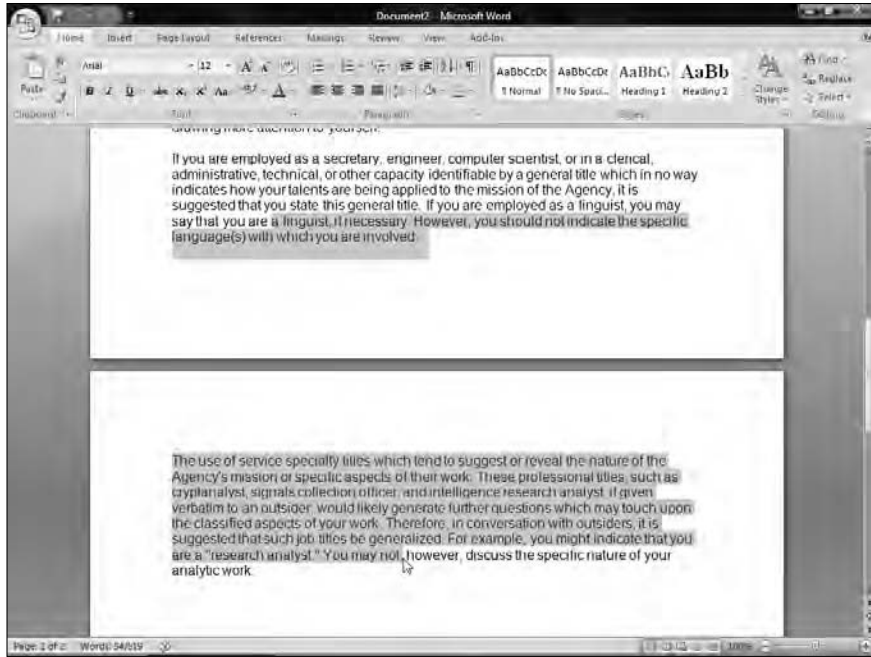 Document2 - Microsoft Word
Home Insert Page Layout References Mailings Review View Add-Ins
Paste
Arial 12
AaBbCcDc AaBbCcDc AaBbC AaBb
¶ Normal ¶ No Spaci... Heading 1 Heading 2
Change Styles
Find
Replace
Select
Clipboard Font Paragraph Styles Editing
drawing more attention to yourself.
If you are employed as a secretary, engineer, computer scientist, or in a clerical,
administrative, technical, or other capacity identifiable by a general title which in no way
indicates how your talents are being applied to the mission of the Agency, it is
suggested that you state this general title. If you are employed as a linguist, you may
say that you are a linguist, if necessary. However, you should not indicate the specific
language(s) with which you are involved.
The use of service specialty titles which tend to suggest or reveal the nature of the
Agency's mission or specific aspects of their work. These professional titles, such as
cryptanalyst, signals collection officer, and intelligence research analyst, if given
verbatim to an outsider, would likely generate further questions which may touch upon
the classified aspects of your work. Therefore, in conversation with outsiders, it is
suggested that such job titles be generalized. For example, you might indicate that you
are a "research analyst." You may not, however, discuss the specific nature of your
analytic work.
Page: 2 of 2 Words: 54/519 100%